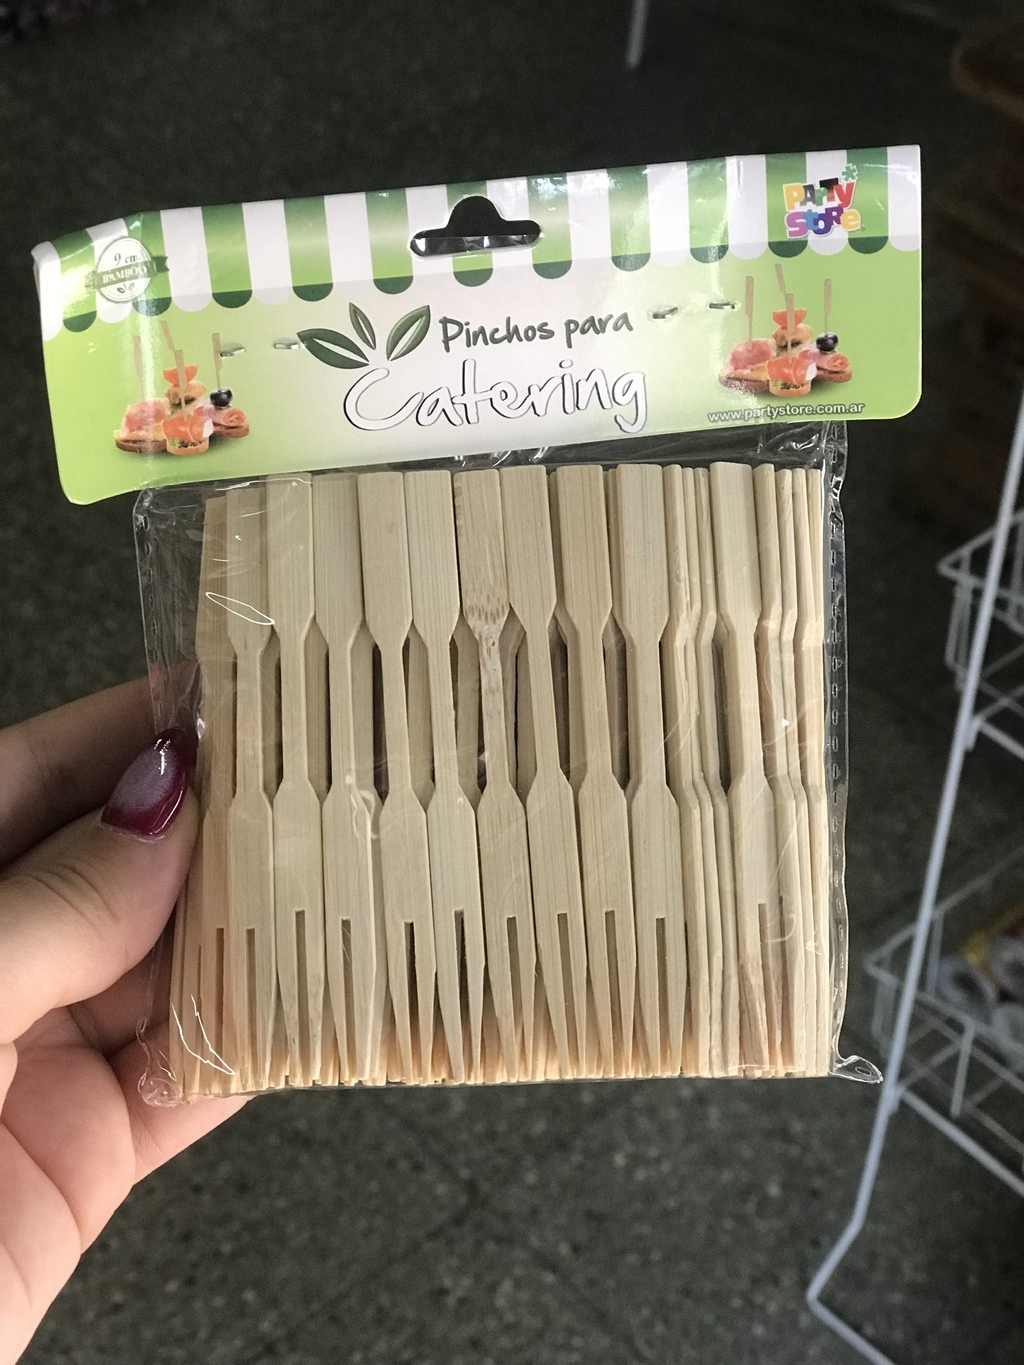 9 cm
BAMBOO
PARTY
STORE
Pinchos para
Catering
www.partystore.com.ar